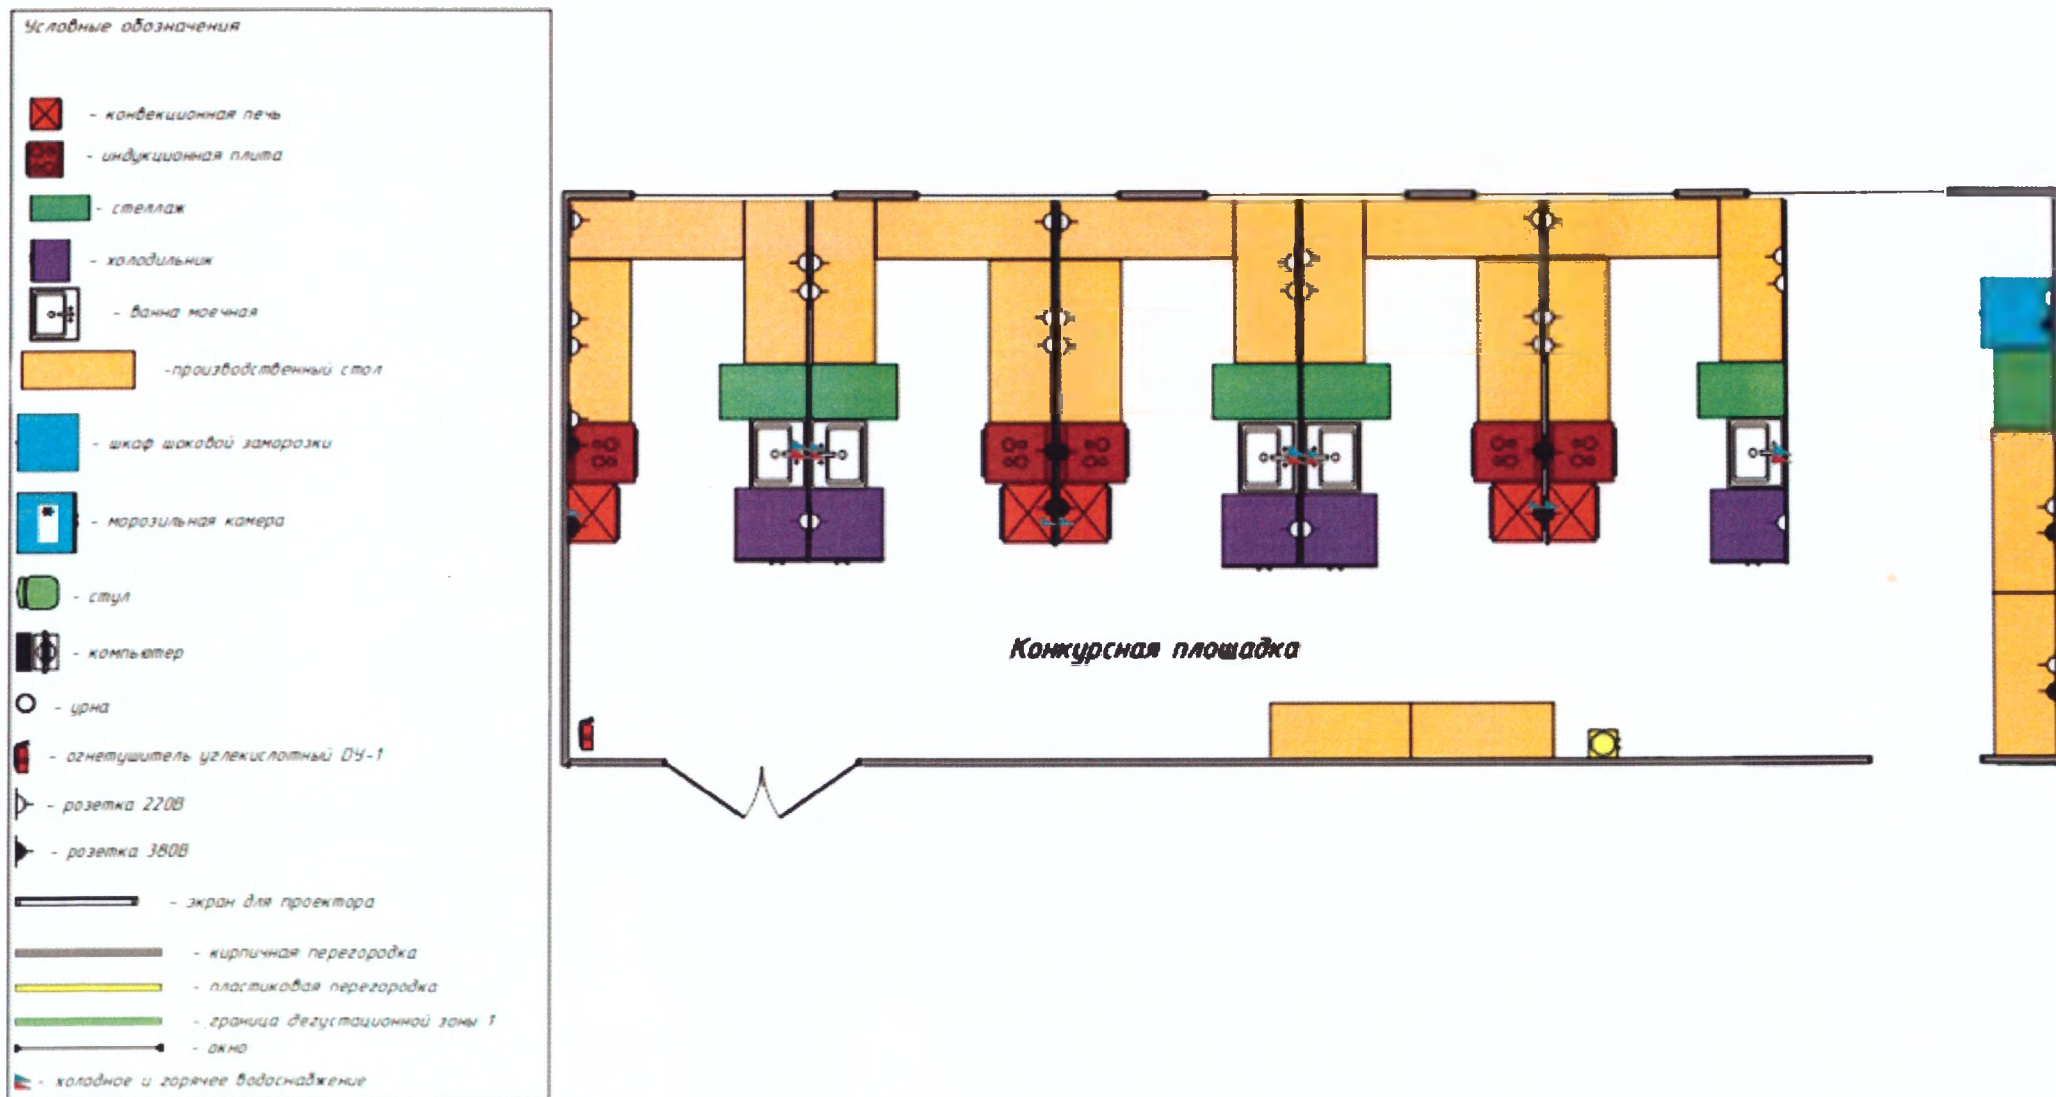 Условные обозначения
- конвекционная печь
- индукционная плита
- стеллаж
- холодильник
- ванна моечная
-производственный стол
- шкаф шоковой заморозки
- морозильная камера
- стул
- компьютер
- урна
- огнетушитель углекислотный ОУ-1
- розетка 220В
- розетка 380В
- экран для проектора
- кирпичная перегородка
- пластиковая перегородка
- граница дегустационной зоны 1
- окно
- холодное и горячее водоснабжение
Конкурсная площадка